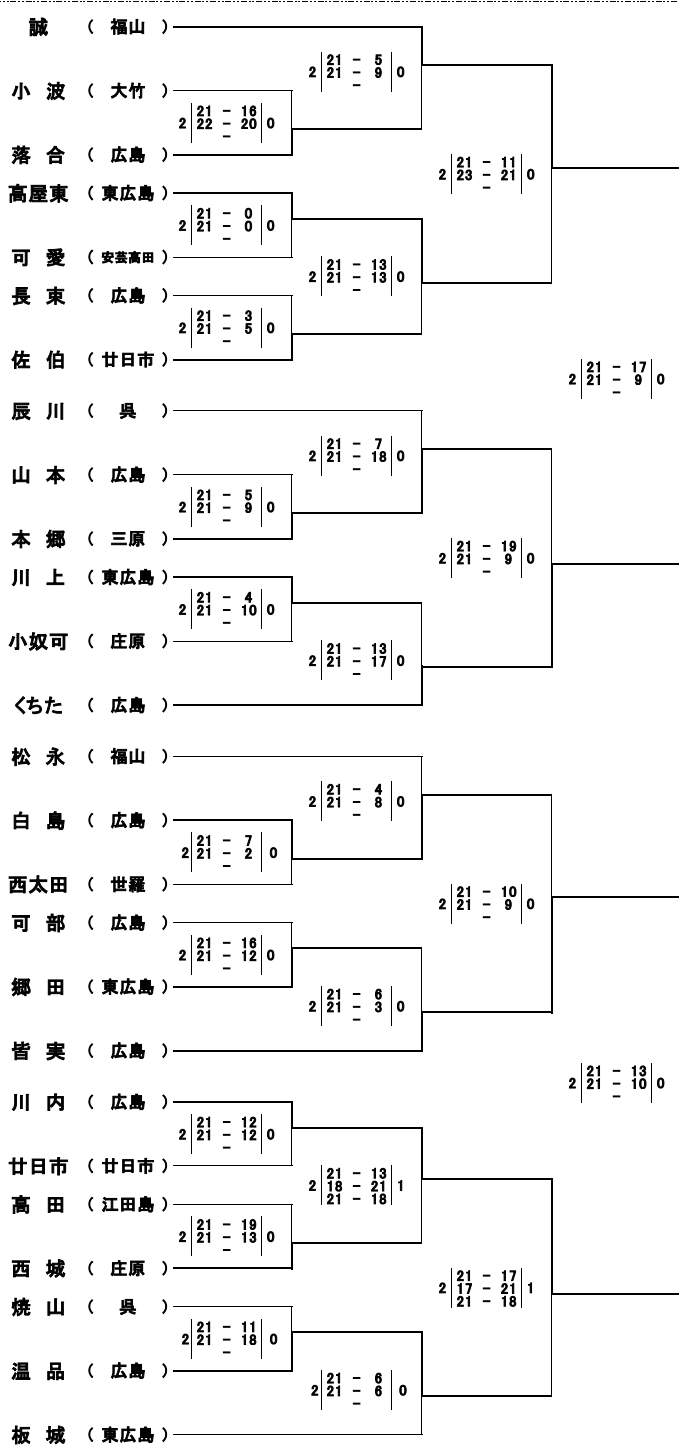 誠 （ 福山 ）
21 － 5
2 21 － 9 0
－
小 波 （ 大竹 ）
21 － 16
2 22 － 20 0
－
落 合 （ 広島 ）
21 － 11
2 23 － 21 0
－
高屋東 （ 東広島 ）
21 － 0
2 21 － 0 0
－
可 愛 （ 安芸高田 ）
21 － 13
2 21 － 13 0
－
長 束 （ 広島 ）
21 － 3
2 21 － 5 0
－
佐 伯 （ 廿日市 ）
21 － 17
2 21 － 9 0
－
辰 川 （ 呉 ）
21 － 7
2 21 － 18 0
－
山 本 （ 広島 ）
21 － 5
2 21 － 9 0
－
本 郷 （ 三原 ）
21 － 19
2 21 － 9 0
－
川 上 （ 東広島 ）
21 － 4
2 21 － 10 0
－
小奴可 （ 庄原 ）
21 － 13
2 21 － 17 0
－
くちた （ 広島 ）
松 永 （ 福山 ）
21 － 4
2 21 － 8 0
－
白 島 （ 広島 ）
21 － 7
2 21 － 2 0
－
西太田 （ 世羅 ）
21 － 10
2 21 － 9 0
－
可 部 （ 広島 ）
21 － 16
2 21 － 12 0
－
郷 田 （ 東広島 ）
21 － 6
2 21 － 3 0
－
皆 実 （ 広島 ）
21 － 13
2 21 － 10 0
－
川 内 （ 広島 ）
21 － 12
2 21 － 12 0
－
廿日市 （ 廿日市 ）
21 － 13
2 18 － 21 1
21 － 18
高 田 （ 江田島 ）
21 － 19
2 21 － 13 0
－
西 城 （ 庄原 ）
21 － 17
2 17 － 21 1
21 － 18
焼 山 （ 呉 ）
21 － 11
2 21 － 18 0
－
温 品 （ 広島 ）
21 － 6
2 21 － 6 0
－
板 城 （ 東広島 ）